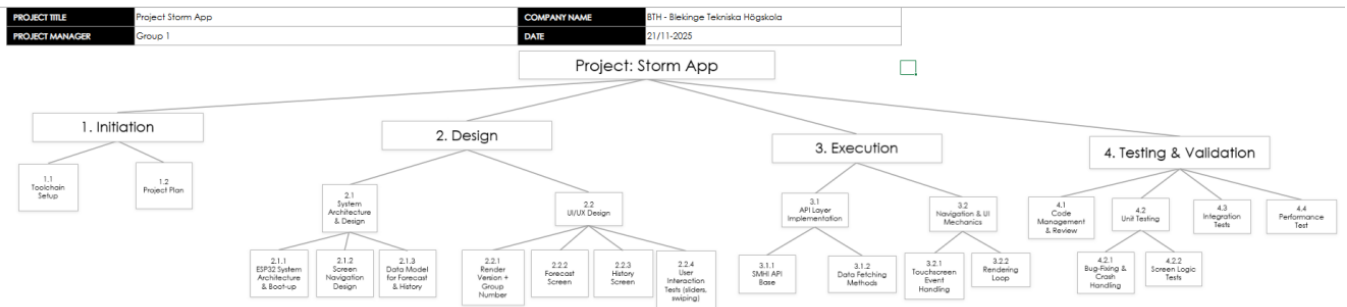 PROJECT TITLE Project Storm App COMPANY NAME BTH - Blekinge Tekniska Högskola
PROJECT MANAGER Group 1 DATE 21/11-2025
Project: Storm App
1. Initiation
2. Design
3. Execution
4. Testing & Validation
1.1
Toolchain
Setup
1.2
Project Plan
2.1
System
Architecture
& Design
2.2
UI/UX Design
3.1
API Layer
Implementation
3.2
Navigation & UI
Mechanics
4.1
Code
Management
& Review
4.2
Unit Testing
4.3
Integration
Tests
4.4
Performance
Test
2.1.1
ESP32 System
Architecture
& Boot-up
2.1.2
Screen
Navigation
Design
2.1.3
Data Model
for Forecast
& History
2.2.1
Render
Version +
Group
Number
2.2.2
Forecast
Screen
2.2.3
History
Screen
2.2.4
User
Interaction
Tests (sliders,
swiping)
3.1.1
SMHI API
Base
3.1.2
Data Fetching
Methods
3.2.1
Touchscreen
Event
Handling
3.2.2
Rendering
Loop
4.2.1
Bug-Fixing &
Crash
Handling
4.2.2
Screen Logic
Tests